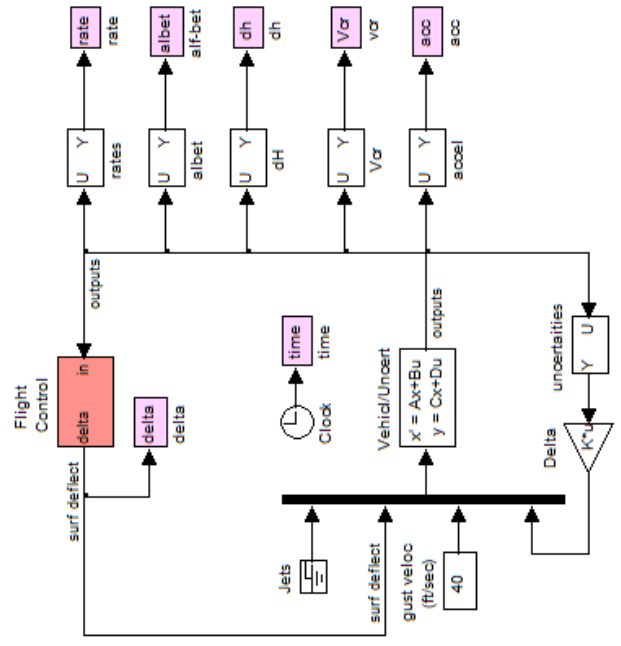 Flight
Control
surf deflect
delta
in
outputs
delta
delta
rates
U Y
rate
rate
albet
U Y
albet
alf-bet
dH
U Y
dh
dh
Vcr
U Y
Vcr
vcr
accel
U Y
acc
acc
time
time
Clock
Jets
surf deflect
gust veloc
(ft/sec)
40
Vehicl/Uncert
x' = Ax+Bu
y = Cx+Du
outputs
uncertaities
Y U
Delta
K*u